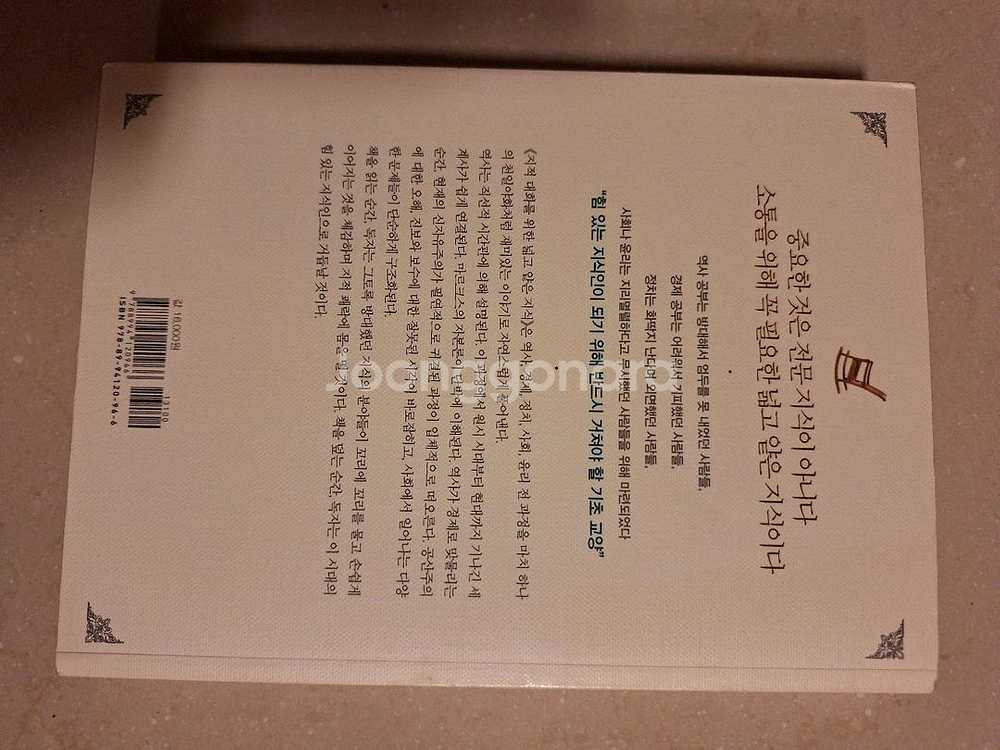 중요한 것은 전문 지식이 아니다
소통을 위해 꼭 필요한 넓고 얕은 지식이다
역사 공부는 방대해서 엄두를 못 내었던 사람들,
경제 공부는 어려워서 기피했던 사람들,
정치는 화딱지 난다며 외면했던 사람들,
사회나 윤리는 지리멸렬하다고 무시했던 사람들을 위해 마련되었다
"힘 있는 지식인이 되기 위해 반드시 거쳐야 할 기초 교양"
《지적 대화를 위한 넓고 얕은 지식》은 역사, 경제, 정치, 사회, 윤리 전 과정을 마치 하나
의 천일야화처럼 재미있는 이야기로 자연스럽게 풀어낸다.
역사는 직선적 시간관에 의해 설명된다. 이 과정에서 원시 시대부터 현대까지 기나긴 세
계사가 쉽게 연결된다. 마르크스의 자본론이 단번에 이해된다. 역사가 경제로 맞물리는
순간, 현재의 신자유주의가 필연적으로 귀결된 과정이 입체적으로 떠오른다. 공산주의
에 대한 오해, 진보와 보수에 대한 잘못된 시각이 바로잡히고, 사회에서 일어나는 다양
한 문제들이 단순하게 구조화된다.
책을 읽는 순간, 독자는 그토록 방대했던 지식의 분야들이 꼬리에 꼬리를 물고 손쉽게
이어지는 것을 체감하며 지적 쾌락에 몸을 떨 것이다. 책을 덮는 순간, 독자는 이 시대의
힘 있는 지식인으로 거듭날 것이다.
값 16,000원
9 788994 120966
13100
ISBN 978-89-94120-96-6
Joonggonara